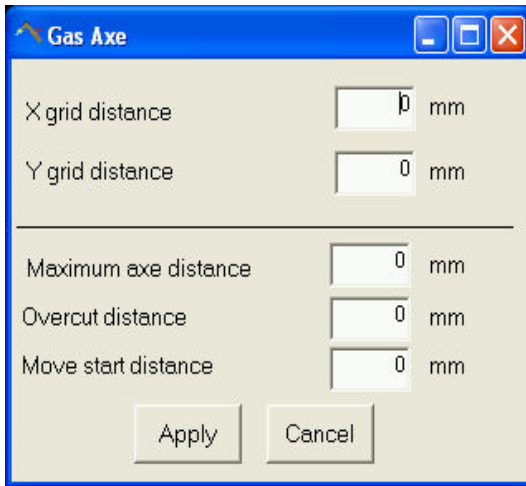 Gas Axe
X grid distance 0 mm
Y grid distance 0 mm
Maximum axe distance 0 mm
Overcut distance 0 mm
Move start distance 0 mm
Apply Cancel